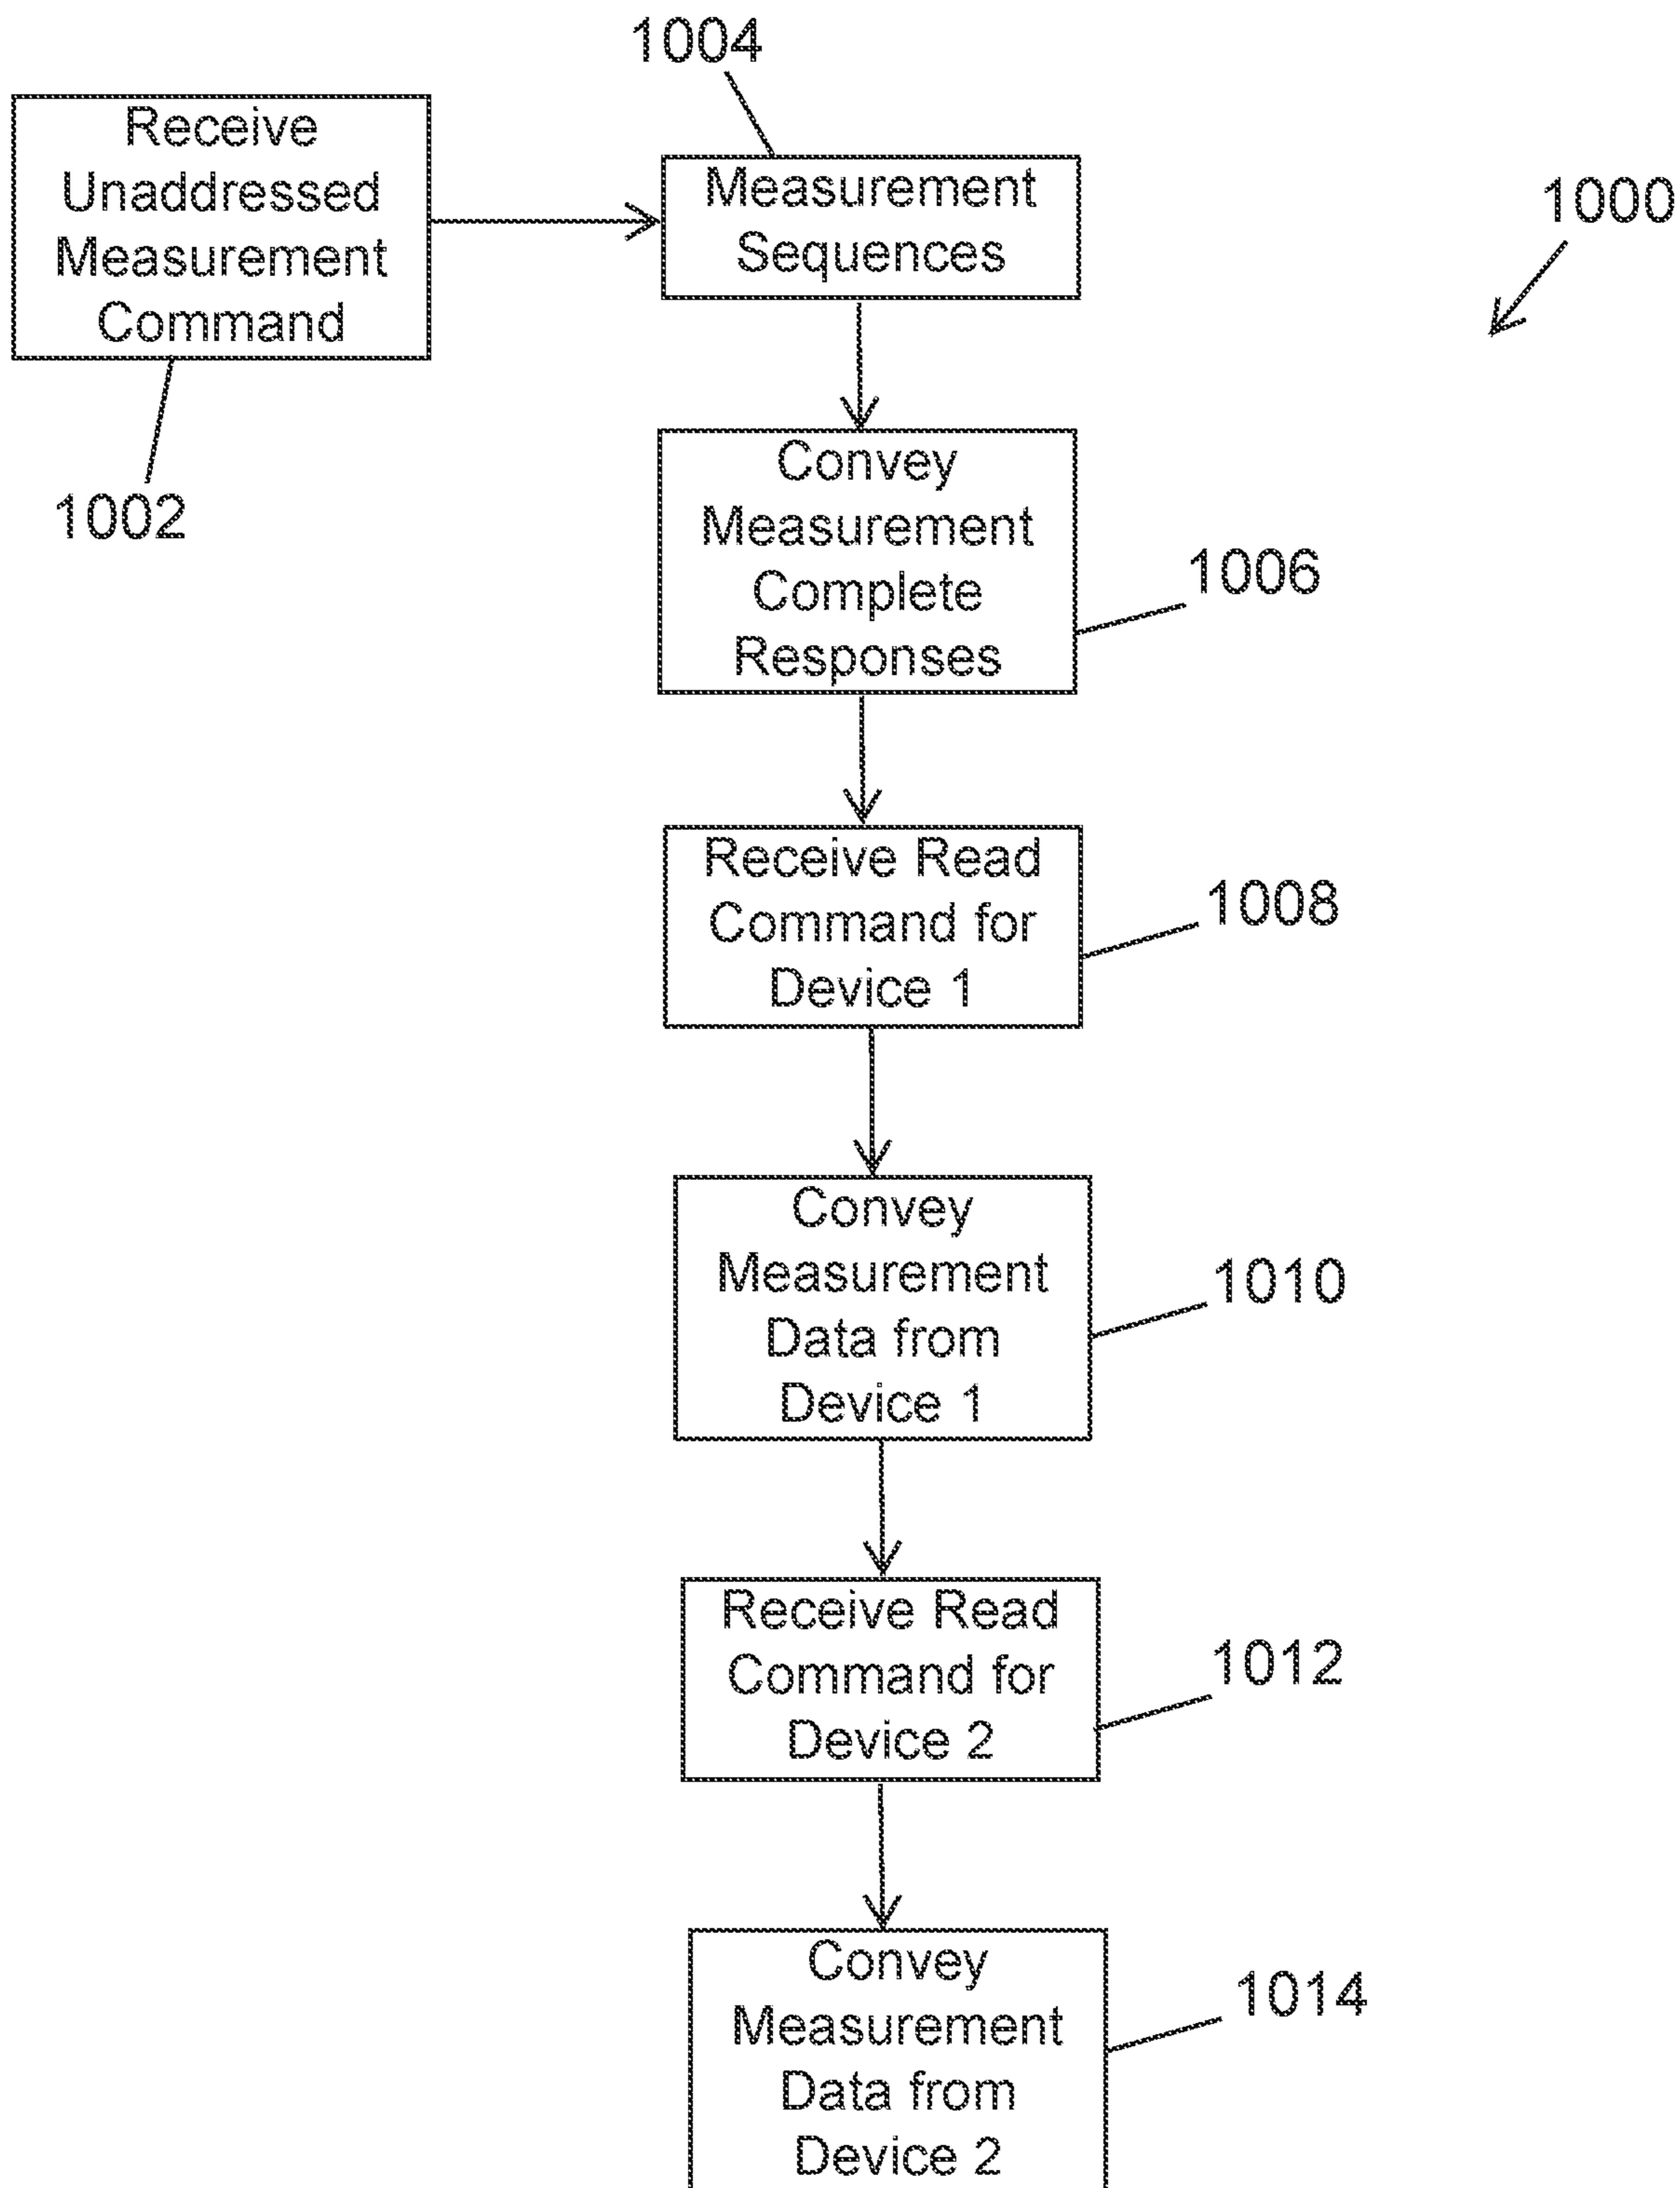 1004
Receive
Unaddressed
Measurement
Command
Measurement
Sequences
1000
1002
Convey
Measurement
Complete
Responses
1006
Receive Read
Command for
Device 1
1008
Convey
Measurement
Data from
Device 1
1010
Receive Read
Command for
Device 2
1012
Convey
Measurement
Data from
Device 2
1014